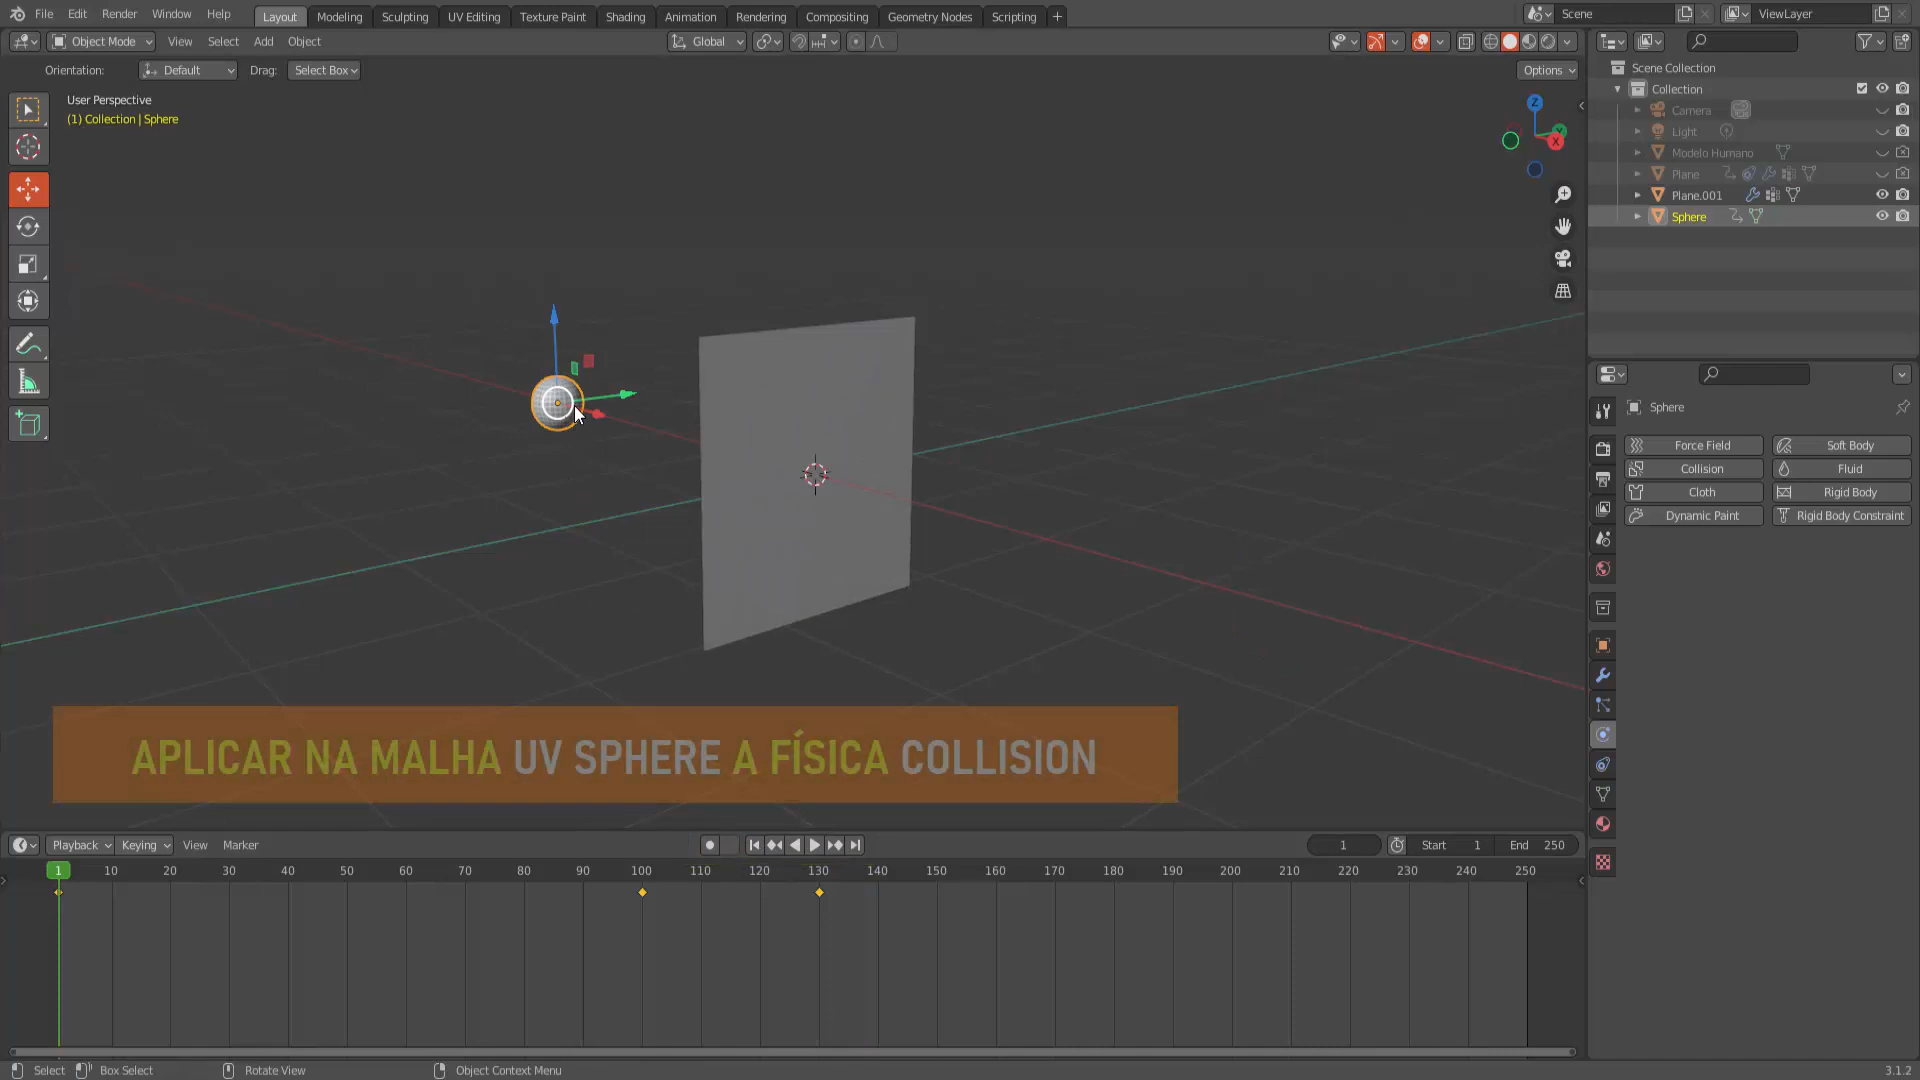 File Edit Render Window Help Layout Modeling Sculpting UV Editing Texture Paint Shading Animation Rendering Compositing Geometry Nodes Scripting + Scene ViewLayer
Object Mode View Select Add Object Global
Orientation: Default Drag: Select Box Options
User Perspective
(1) Collection | Sphere
Z
Y
X
Scene Collection
Collection
Camera
Light
Modelo Humano
Plane
Plane.001
Sphere
Sphere
Force Field Soft Body
Collision Fluid
Cloth Rigid Body
Dynamic Paint Rigid Body Constraint
APLICAR NA MALHA UV SPHERE A FÍSICA COLLISION
Playback Keying View Marker 1 Start 1 End 250
1 10 20 30 40 50 60 70 80 90 100 110 120 130 140 150 160 170 180 190 200 210 220 230 240 250
Select Box Select Rotate View Object Context Menu 3.1.2